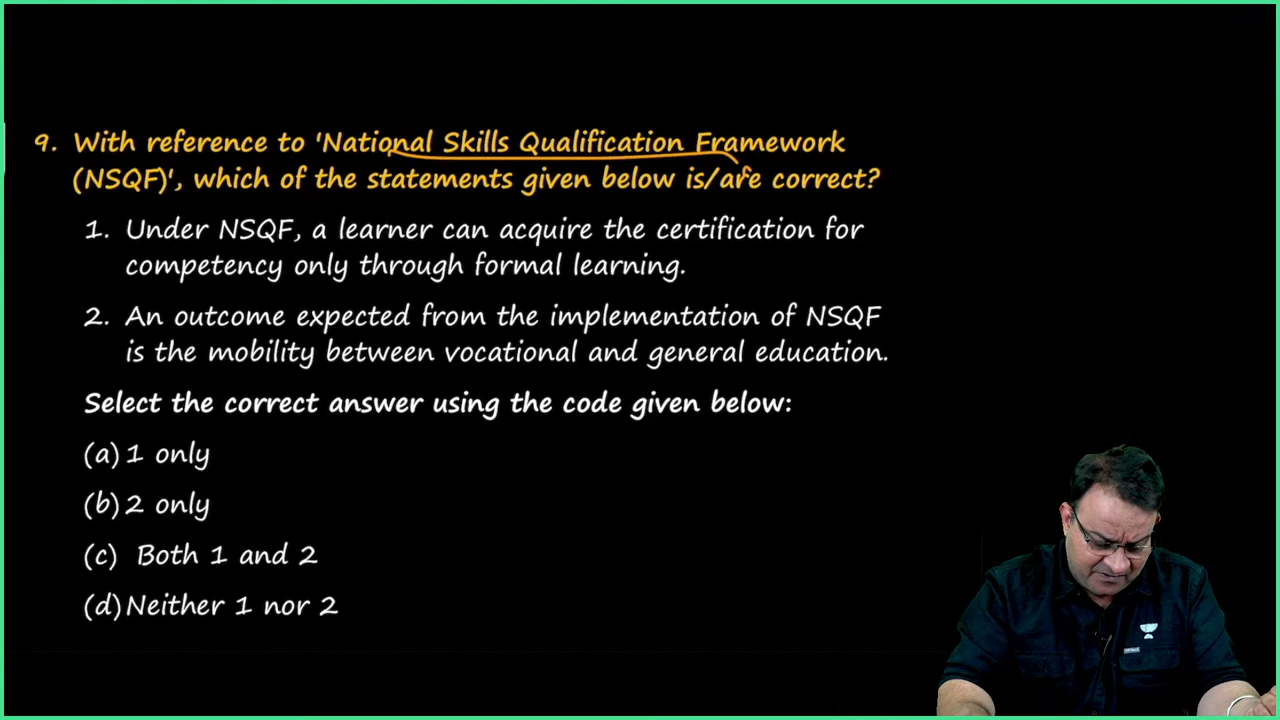 9. With reference to 'National Skills Qualification Framework
(NSQF)', which of the statements given below is/are correct?
1. Under NSQF, a learner can acquire the certification for
competency only through formal learning.
2. An outcome expected from the implementation of NSQF
is the mobility between vocational and general education.
Select the correct answer using the code given below:
(a) 1 only
(b) 2 only
(c) Both 1 and 2
(d) Neither 1 nor 2